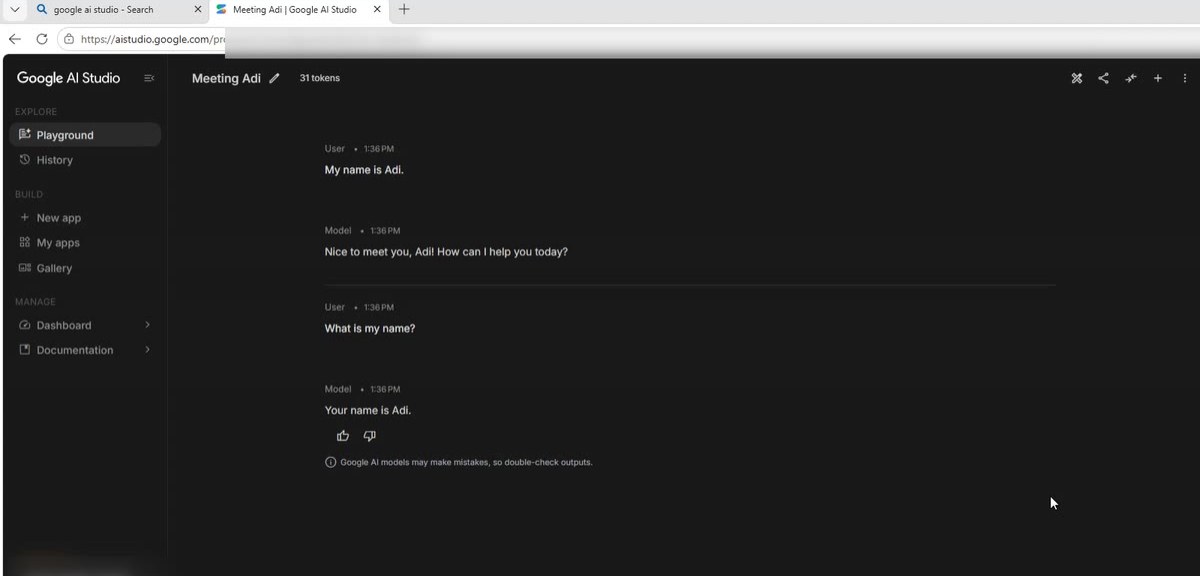 google ai studio - Search
Meeting Adi | Google AI Studio
https://aistudio.google.com/
Google AI Studio
Meeting Adi
31 tokens
EXPLORE
Playground
History
BUILD
New app
My apps
Gallery
MANAGE
Dashboard
Documentation
User • 1:36 PM
My name is Adi.
Model • 1:36 PM
Nice to meet you, Adi! How can I help you today?
User • 1:36 PM
What is my name?
Model • 1:36 PM
Your name is Adi.
Google AI models may make mistakes, so double-check outputs.